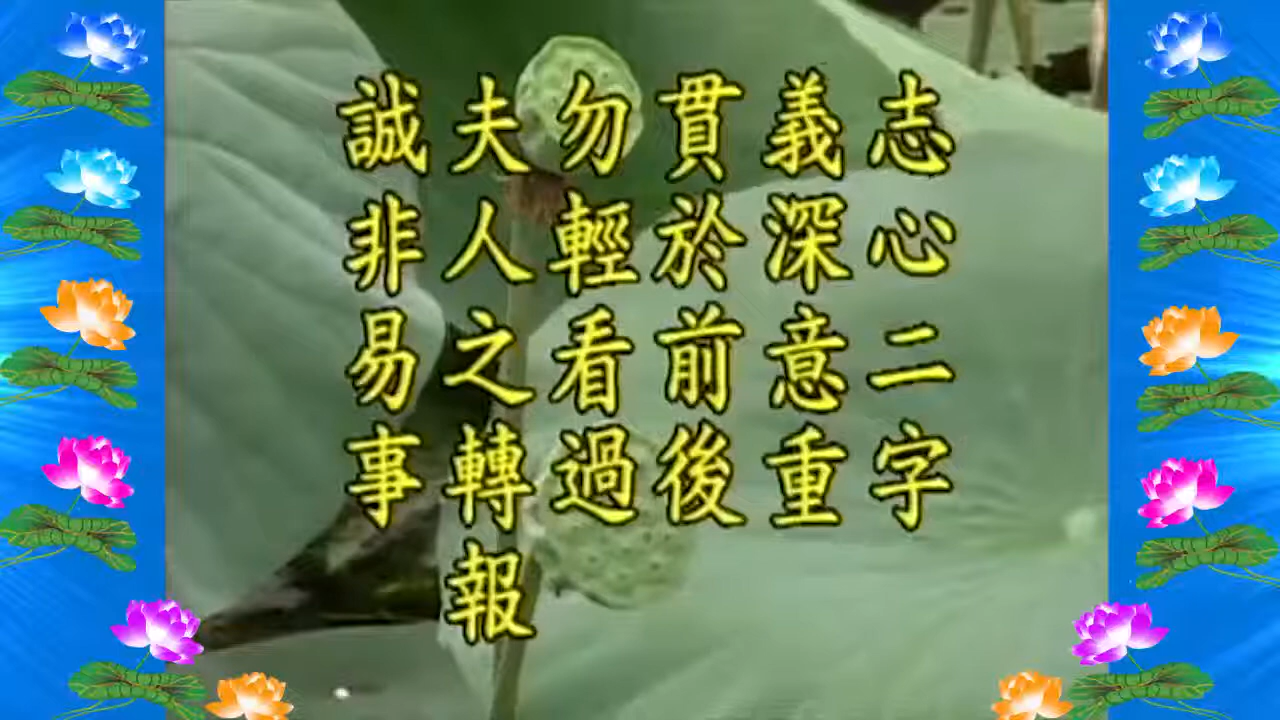 志心二字
義深意重
貫於前後
勿輕看過
夫人之轉報
誠非易事